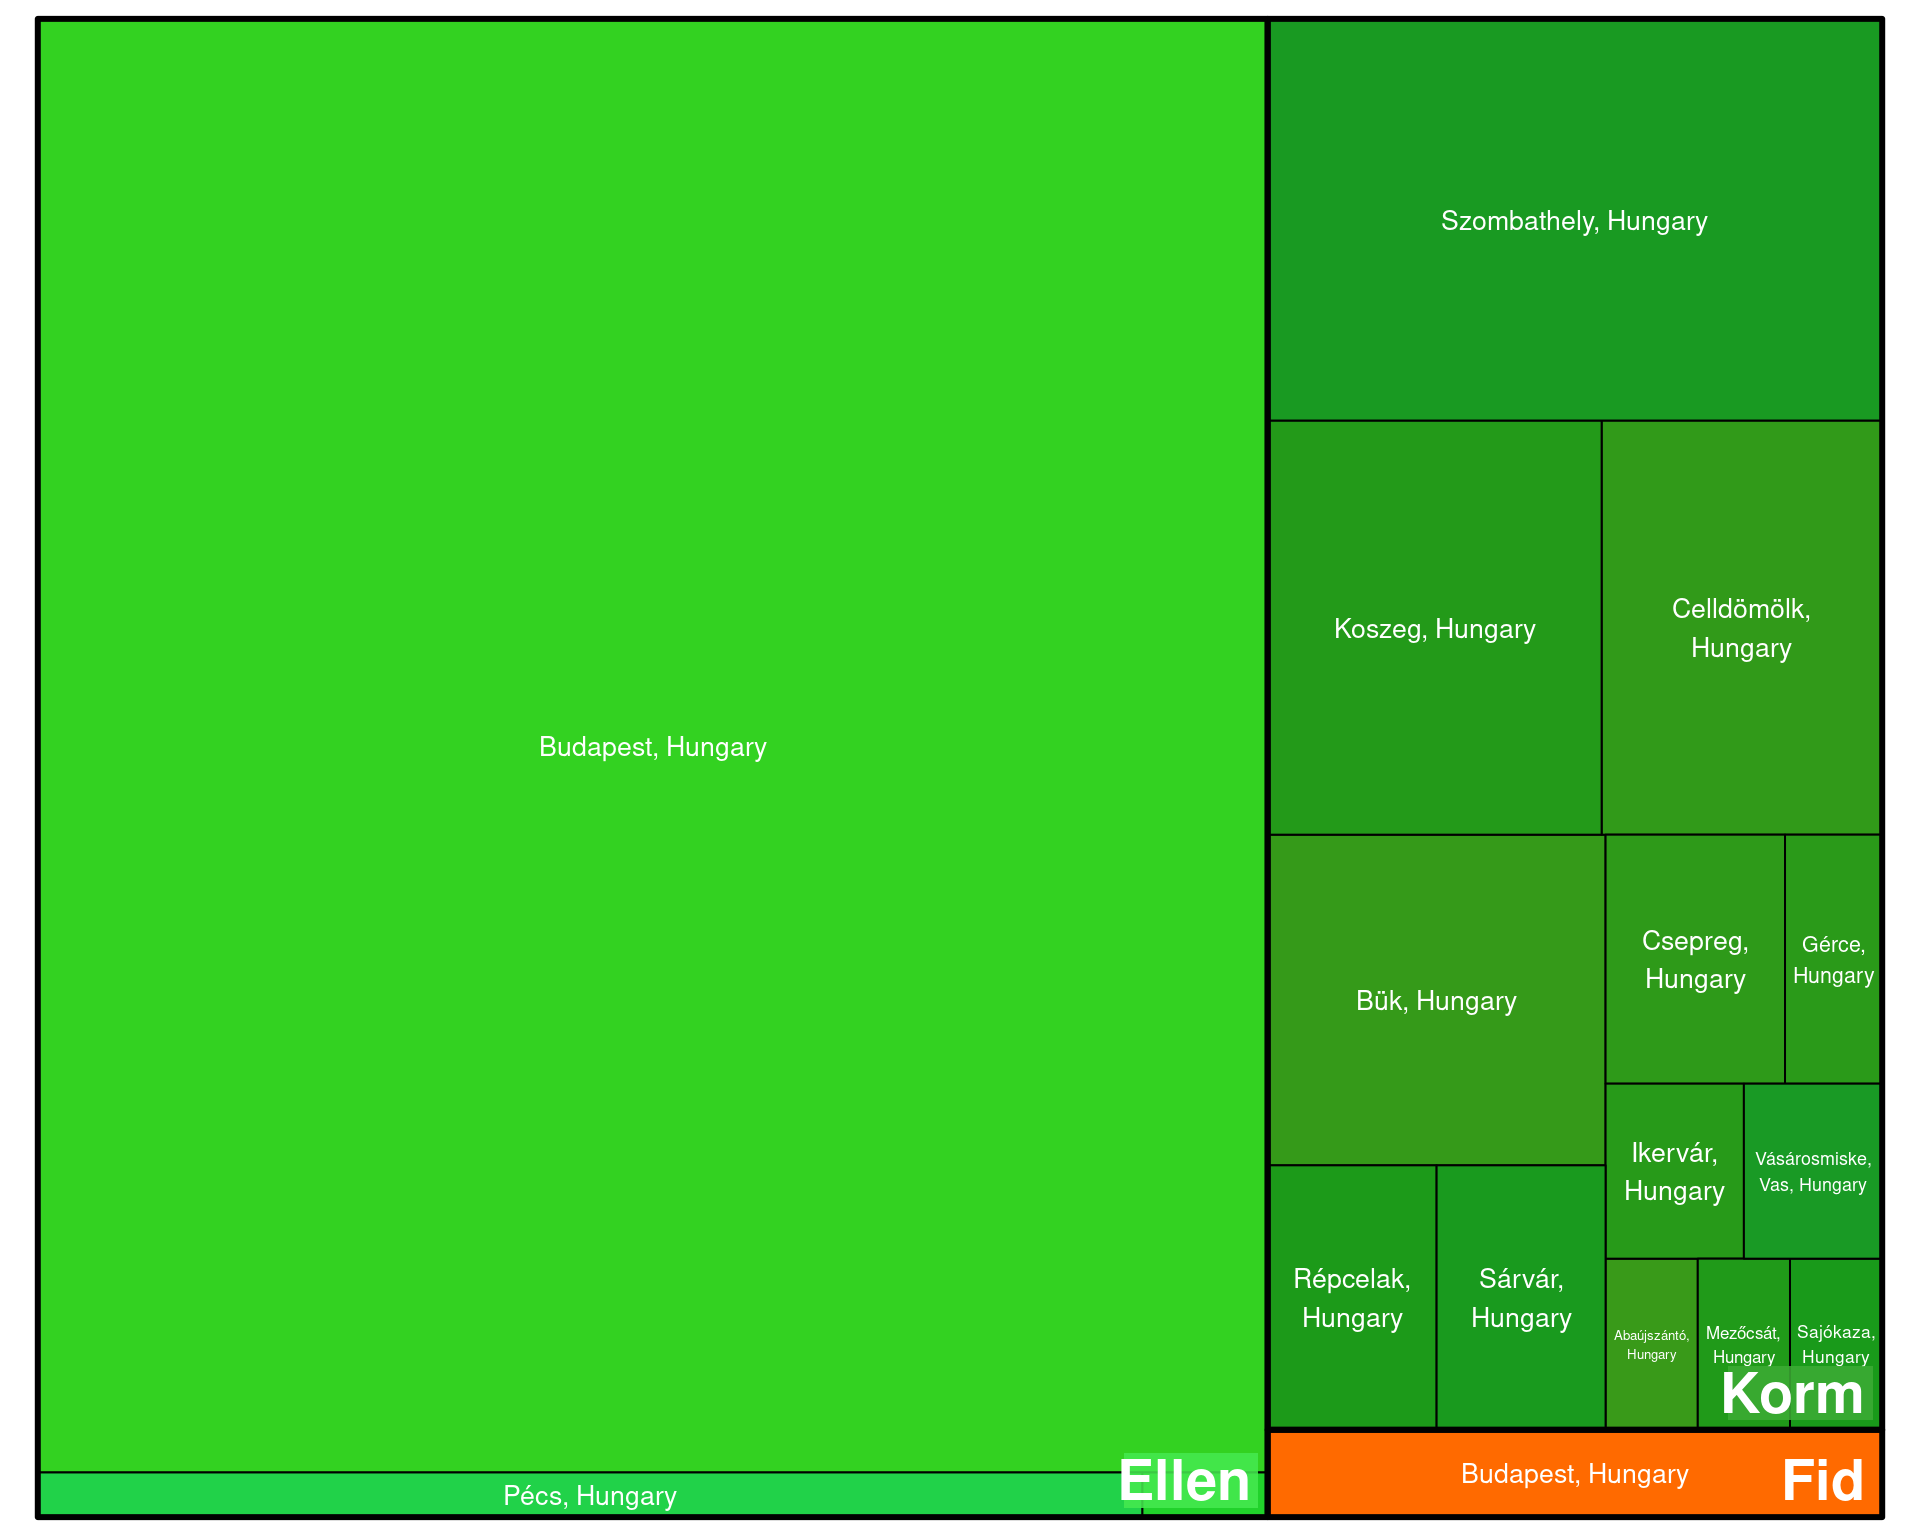 Budapest, Hungary
Pécs, Hungary
Ellen
Szombathely, Hungary
Koszeg, Hungary
Celldömölk,
Hungary
Bük, Hungary
Csepreg,
Hungary
Gérce,
Hungary
Ikervár,
Hungary
Vásárosmiske,
Vas, Hungary
Répcelak,
Hungary
Sárvár,
Hungary
Abaújszántó,
Hungary
Mezőcsát,
Hungary
Sajókaza,
Hungary
Korm
Budapest, Hungary
Fid